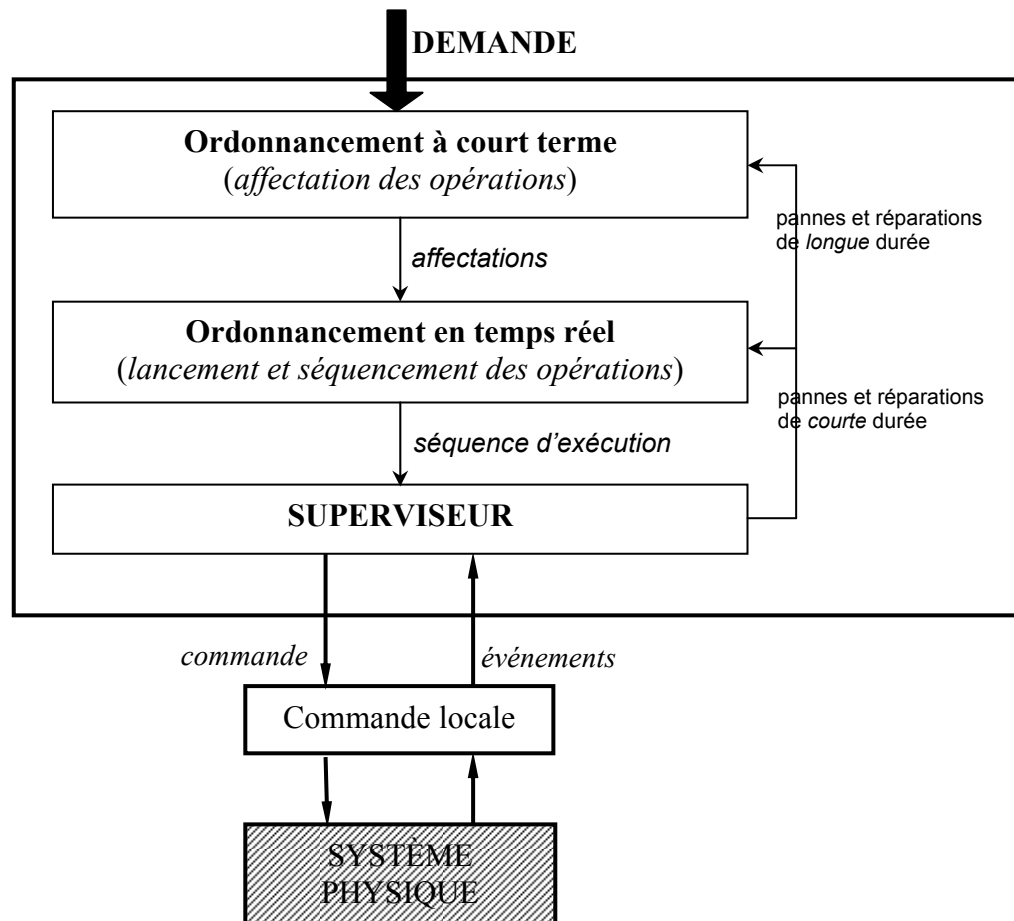 DEMANDE
Ordonnancement à court terme
(affectation des opérations)
pannes et réparations
de longue durée
affectations
Ordonnancement en temps réel
(lancement et séquencement des opérations)
pannes et réparations
de courte durée
séquence d’exécution
SUPERVISEUR
commande
événements
Commande locale
SYSTÈME
PHYSIQUE